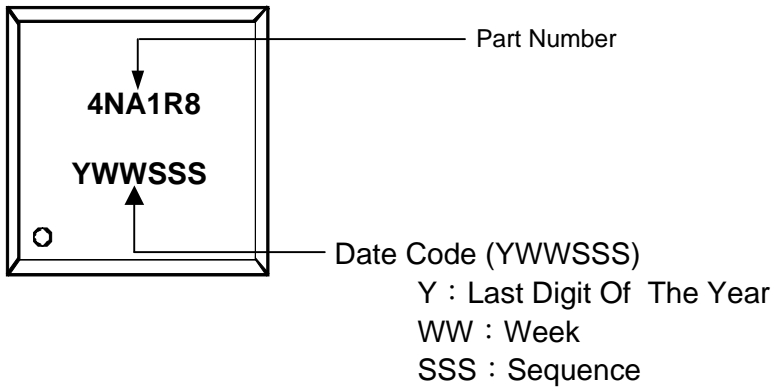 Part Number
4NA1R8
YWWSSS
Date Code (YWWSSS)
Y：Last Digit Of The Year
WW：Week
SSS：Sequence